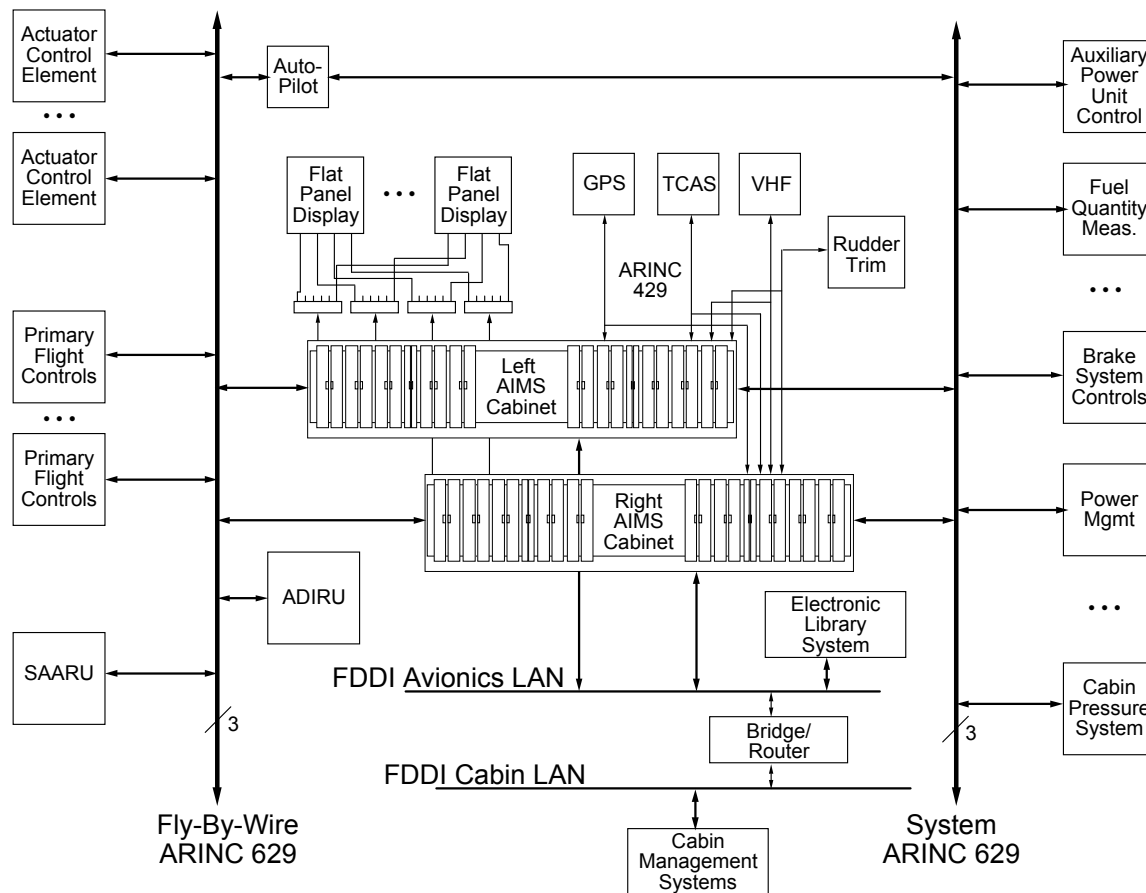 Actuator
Control
Element
•••
Actuator
Control
Element
Primary
Flight
Controls
•••
Primary
Flight
Controls
SAARU
ADIRU
3
Fly-By-Wire
ARINC 629
Auto-
Pilot
Flat
Panel
Display
•••
Flat
Panel
Display
GPS
TCAS
VHF
Rudder
Trim
ARINC
429
Left
AIMS
Cabinet
Right
AIMS
Cabinet
Electronic
Library
System
FDDI Avionics LAN
Bridge/
Router
FDDI Cabin LAN
Cabin
Management
Systems
Auxiliary
Power
Unit
Control
Fuel
Quantity
Meas.
•••
Brake
System
Controls
Power
Mgmt
•••
Cabin
Pressure
System
3
System
ARINC 629